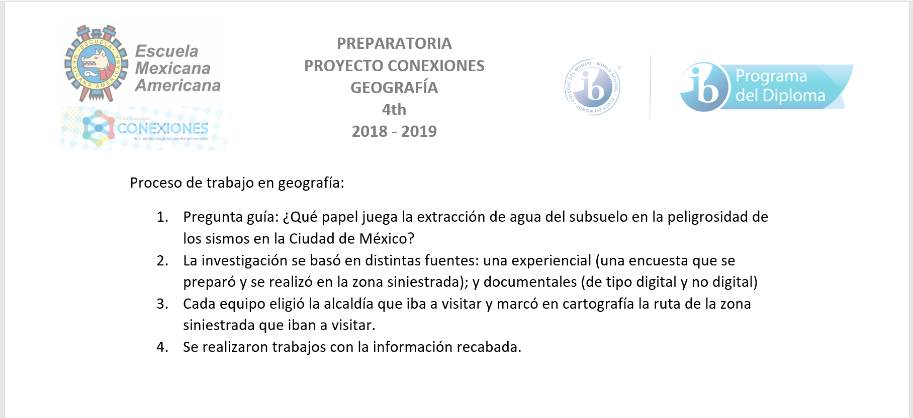 Escuela
Mexicana
Americana
CONEXIONES
PREPARATORIA
PROYECTO CONEXIONES
GEOGRAFÍA
4th
2018 - 2019
ib
Programa
del Diploma
Proceso de trabajo en geografía:
1. Pregunta guía: ¿Qué papel juega la extracción de agua del subsuelo en la peligrosidad de
los sismos en la Ciudad de México?
2. La investigación se basó en distintas fuentes: una experiencial (una encuesta que se
preparó y se realizó en la zona siniestrada); y documentales (de tipo digital y no digital)
3. Cada equipo eligió la alcaldía que iba a visitar y marcó en cartografía la ruta de la zona
siniestrada que iban a visitar.
4. Se realizaron trabajos con la información recabada.